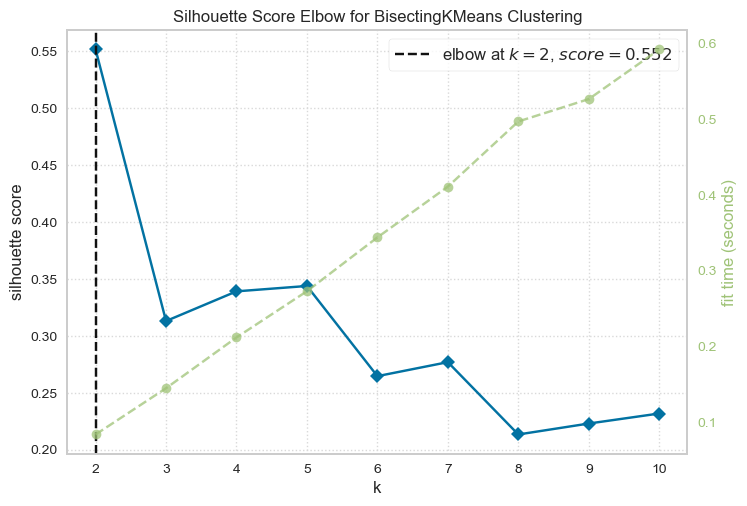 Silhouette Score Elbow for BisectingKMeans Clustering
elbow at k = 2, score = 0.552
silhouette score
0.55
0.50
0.45
0.40
0.35
0.30
0.25
0.20
0.6
0.5
0.4
0.3
0.2
0.1
fit time (seconds)
2 3 4 5 6 7 8 9 10
k